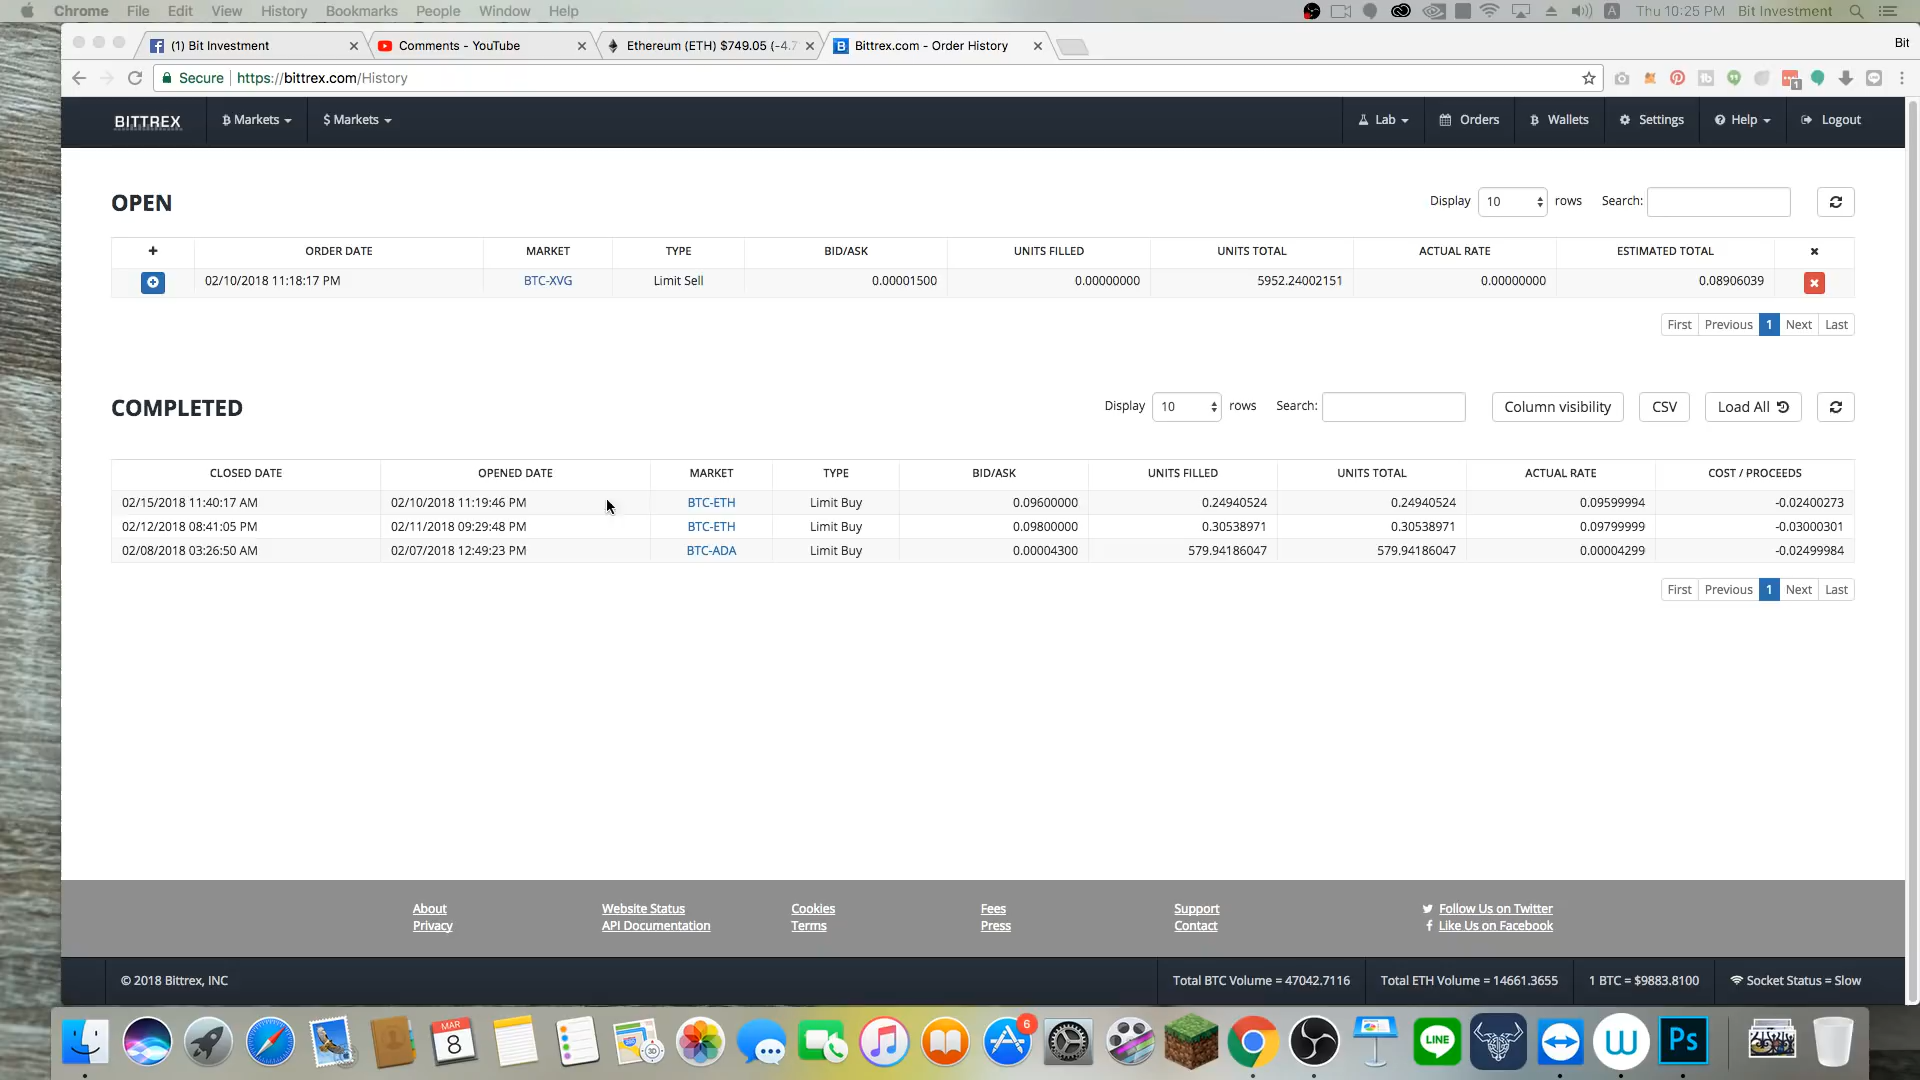 Chrome File Edit View History Bookmarks People Window Help Thu 10:25 PM Bit Investment
(1) Bit Investment Comments - YouTube Ethereum (ETH) $749.05 (-4.7 Bittrex.com - Order History Bit
Secure https://bittrex.com/History
BITTREX Markets $ Markets Lab Orders Wallets Settings Help Logout
OPEN Display 10 rows Search:
+ ORDER DATE MARKET TYPE BID/ASK UNITS FILLED UNITS TOTAL ACTUAL RATE ESTIMATED TOTAL
02/10/2018 11:18:17 PM BTC-XVG Limit Sell 0.00001500 0.00000000 5952.24002151 0.00000000 0.08906039
First Previous 1 Next Last
COMPLETED Display 10 rows Search: Column visibility CSV Load All
CLOSED DATE OPENED DATE MARKET TYPE BID/ASK UNITS FILLED UNITS TOTAL ACTUAL RATE COST / PROCEEDS
02/15/2018 11:40:17 AM 02/10/2018 11:19:46 PM BTC-ETH Limit Buy 0.09600000 0.24940524 0.24940524 0.09599994 -0.02400273
02/12/2018 08:41:05 PM 02/11/2018 09:29:48 PM BTC-ETH Limit Buy 0.09800000 0.30538971 0.30538971 0.09799999 -0.03000301
02/08/2018 03:26:50 AM 02/07/2018 12:49:23 PM BTC-ADA Limit Buy 0.00004300 579.94186047 579.94186047 0.00004299 -0.02499984
First Previous 1 Next Last
About Website Status Cookies Fees Support Follow Us on Twitter
Privacy API Documentation Terms Press Contact Like Us on Facebook
© 2018 Bittrex, INC Total BTC Volume = 47042.7116 Total ETH Volume = 14661.3655 1 BTC = $9883.8100 Socket Status = Slow
MAR 8 6 LINE W Ps